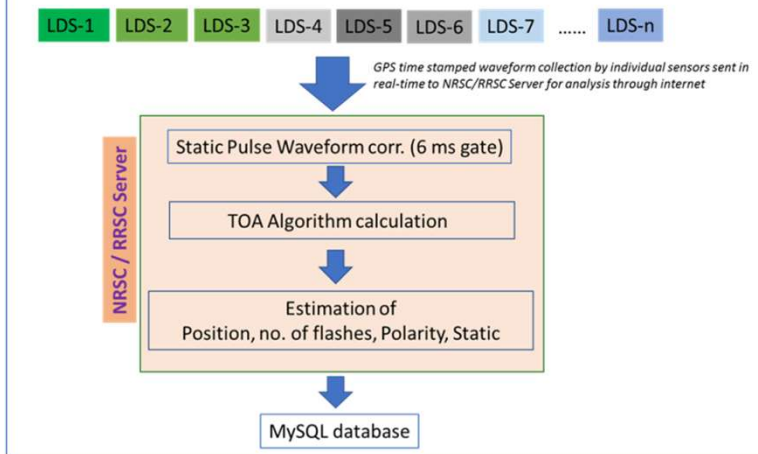 LDS-1 LDS-2 LDS-3 LDS-4 LDS-5 LDS-6 LDS-7 ...... LDS-n
GPS time stamped waveform collection by individual sensors sent in
real-time to NRSC/RRSC Server for analysis through internet
NRSC / RRSC Server
Static Pulse Waveform corr. (6 ms gate)
TOA Algorithm calculation
Estimation of
Position, no. of flashes, Polarity, Static
MySQL database